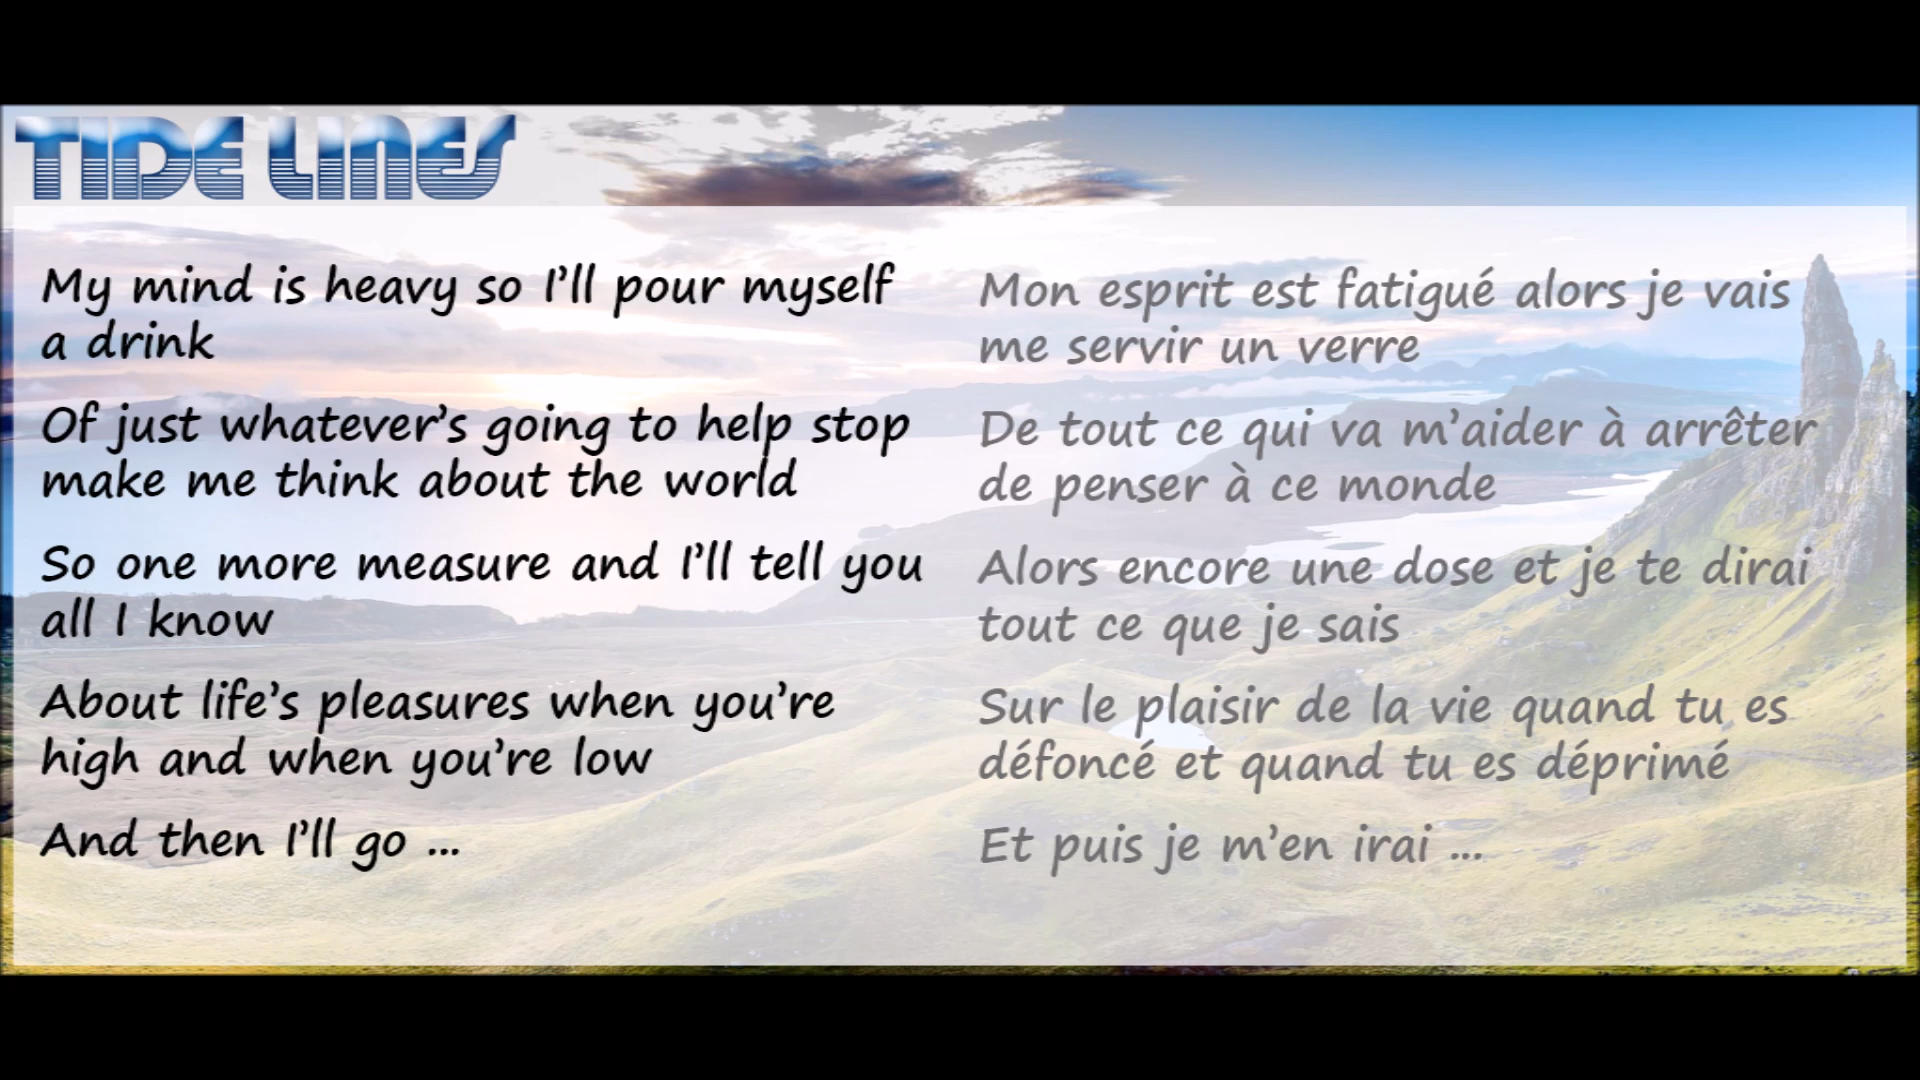 TIDE LINES
My mind is heavy so I'll pour myself
a drink
Of just whatever's going to help stop
make me think about the world
So one more measure and I'll tell you
all I know
About life's pleasures when you're
high and when you're low
And then I'll go ...
Mon esprit est fatigué alors je vais
me servir un verre
De tout ce qui va m'aider à arrêter
de penser à ce monde
Alors encore une dose et je te dirai
tout ce que je sais
Sur le plaisir de la vie quand tu es
défoncé et quand tu es déprimé
Et puis je m'en irai ...